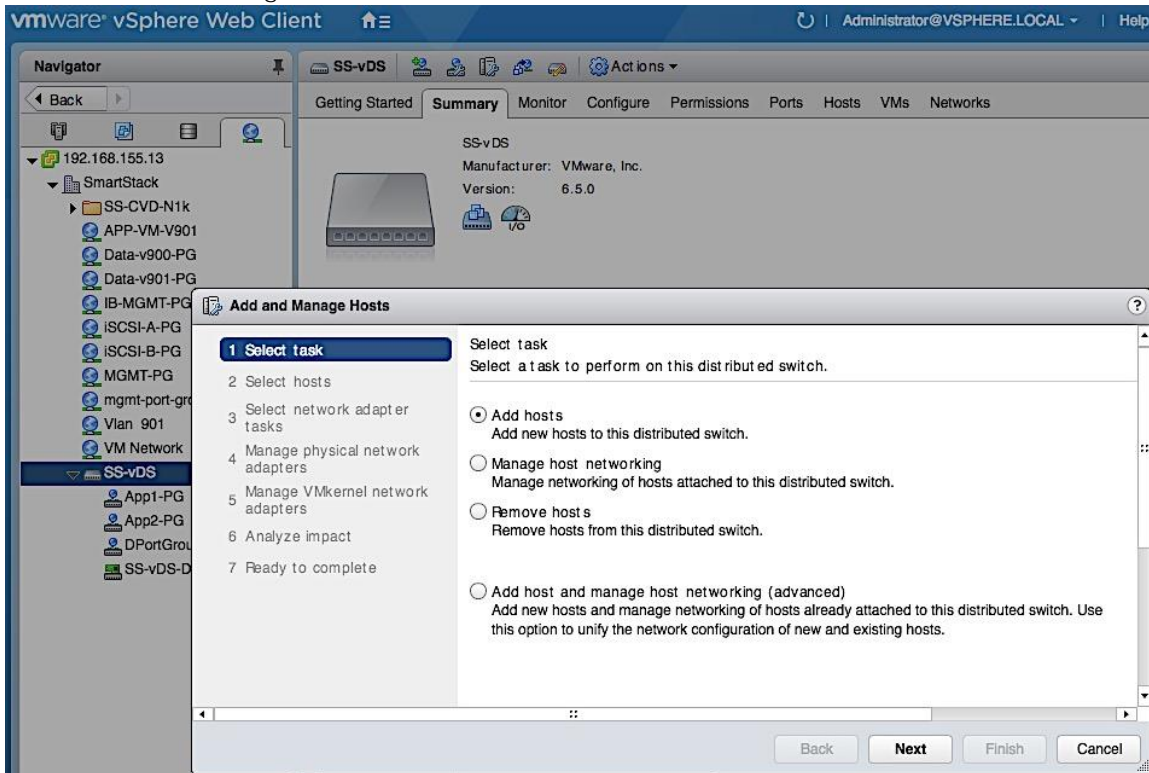 vmware® vSphere Web Client
Administrator@VSPHERE.LOCAL
Help
Navigator
Back
192.168.155.13
SmartStack
SS-CVD-N1k
APP-VM-V901
Data-v900-PG
Data-v901-PG
IB-MGMT-PG
iSCSI-A-PG
iSCSI-B-PG
MGMT-PG
mgmt-port-gro
Vlan 901
VM Network
SS-vDS
App1-PG
App2-PG
DPortGrou
SS-vDS-D
SS-vDS
Actions
Getting Started Summary Monitor Configure Permissions Ports Hosts VMs Networks
SS-vDS
Manufacturer: VMware, Inc.
Version: 6.5.0
I/O
Add and Manage Hosts
?
1 Select task
2 Select hosts
3 Select network adapter
tasks
4 Manage physical network
adapters
5 Manage VMkernel network
adapters
6 Analyze impact
7 Ready to complete
Select task
Select a task to perform on this distributed switch.
Add hosts
Add new hosts to this distributed switch.
Manage host networking
Manage networking of hosts attached to this distributed switch.
Remove hosts
Remove hosts from this distributed switch.
Add host and manage host networking (advanced)
Add new hosts and manage networking of hosts already attached to this distributed switch. Use
this option to unify the network configuration of new and existing hosts.
Back Next Finish Cancel